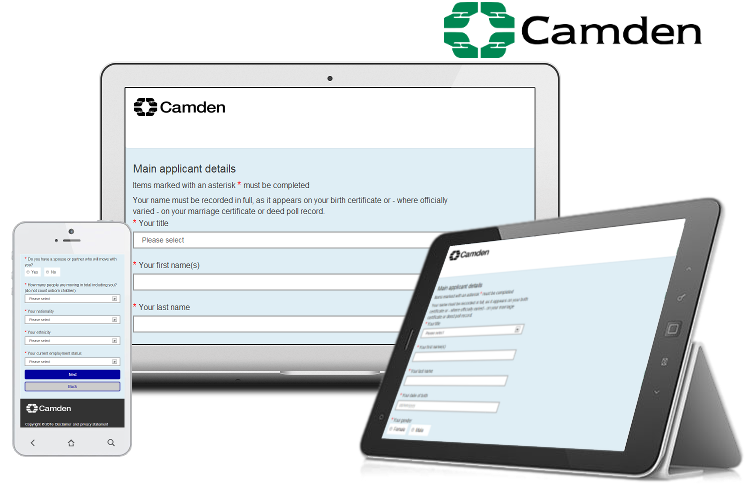 Camden
Camden
Main applicant details
Items marked with an asterisk * must be completed
Your name must be recorded in full, as it appears on your birth certificate or - where officially
varied - on your marriage certificate or deed poll record.
* Your title
Please select
* Your first name(s)
* Your last name
* Do you have a spouse or partner who will move with
you?
Yes No
* How many people are moving in total including you?
(do not count unborn children)
Please select
* Your nationality
Please select
* Your ethnicity
Please select
* Your current employment status
Please select
Next
Back
Camden
Copyright © 2016 Disclaimer and privacy statement
Camden
Main applicant details
Items marked with an asterisk * must be completed
Your name must be recorded in full, as it appears on your birth
certificate or - where officially varied - on your marriage
certificate or deed poll record.
* Your title
Please select
* Your first name(s)
* Your last name
* Your date of birth
* Your gender
Female Male